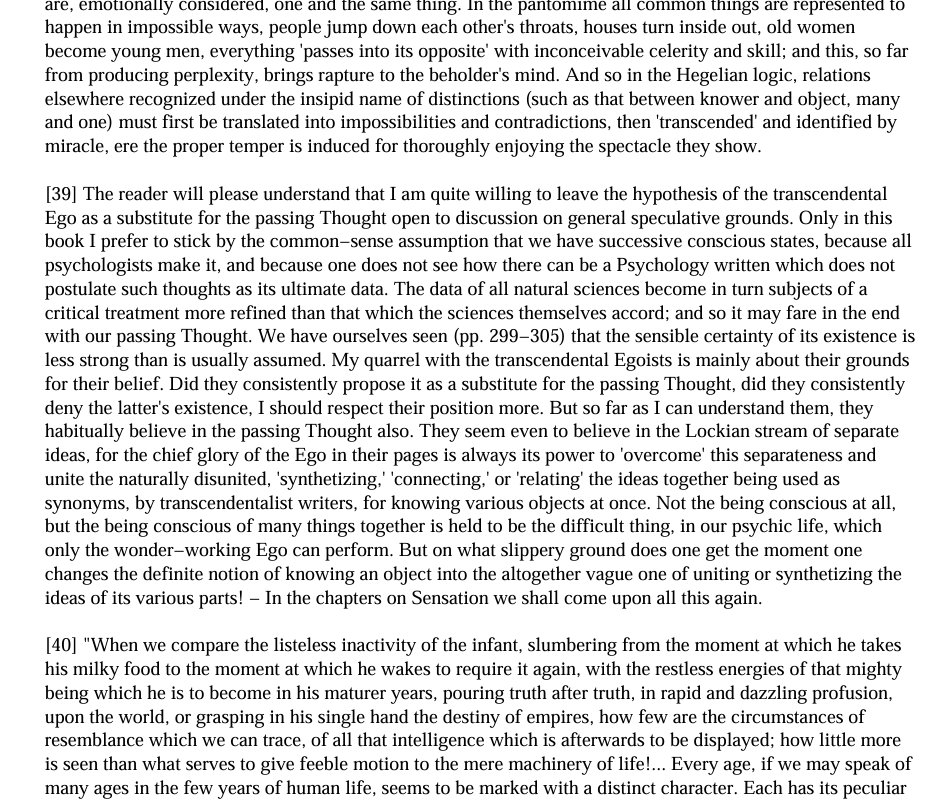 are, emotionally considered, one and the same thing. In the pantomime all common things are represented to
happen in impossible ways, people jump down each other's throats, houses turn inside out, old women
become young men, everything 'passes into its opposite' with inconceivable celerity and skill; and this, so far
from producing perplexity, brings rapture to the beholder's mind. And so in the Hegelian logic, relations
elsewhere recognized under the insipid name of distinctions (such as that between knower and object, many
and one) must first be translated into impossibilities and contradictions, then 'transcended' and identified by
miracle, ere the proper temper is induced for thoroughly enjoying the spectacle they show.
[39] The reader will please understand that I am quite willing to leave the hypothesis of the transcendental
Ego as a substitute for the passing Thought open to discussion on general speculative grounds. Only in this
book I prefer to stick by the common−sense assumption that we have successive conscious states, because all
psychologists make it, and because one does not see how there can be a Psychology written which does not
postulate such thoughts as its ultimate data. The data of all natural sciences become in turn subjects of a
critical treatment more refined than that which the sciences themselves accord; and so it may fare in the end
with our passing Thought. We have ourselves seen (pp. 299−305) that the sensible certainty of its existence is
less strong than is usually assumed. My quarrel with the transcendental Egoists is mainly about their grounds
for their belief. Did they consistently propose it as a substitute for the passing Thought, did they consistently
deny the latter's existence, I should respect their position more. But so far as I can understand them, they
habitually believe in the passing Thought also. They seem even to believe in the Lockian stream of separate
ideas, for the chief glory of the Ego in their pages is always its power to 'overcome' this separateness and
unite the naturally disunited, 'synthetizing,' 'connecting,' or 'relating' the ideas together being used as
synonyms, by transcendentalist writers, for knowing various objects at once. Not the being conscious at all,
but the being conscious of many things together is held to be the difficult thing, in our psychic life, which
only the wonder−working Ego can perform. But on what slippery ground does one get the moment one
changes the definite notion of knowing an object into the altogether vague one of uniting or synthetizing the
ideas of its various parts! − In the chapters on Sensation we shall come upon all this again.
[40] "When we compare the listeless inactivity of the infant, slumbering from the moment at which he takes
his milky food to the moment at which he wakes to require it again, with the restless energies of that mighty
being which he is to become in his maturer years, pouring truth after truth, in rapid and dazzling profusion,
upon the world, or grasping in his single hand the destiny of empires, how few are the circumstances of
resemblance which we can trace, of all that intelligence which is afterwards to be displayed; how little more
is seen than what serves to give feeble motion to the mere machinery of life!... Every age, if we may speak of
many ages in the few years of human life, seems to be marked with a distinct character. Each has its peculiar